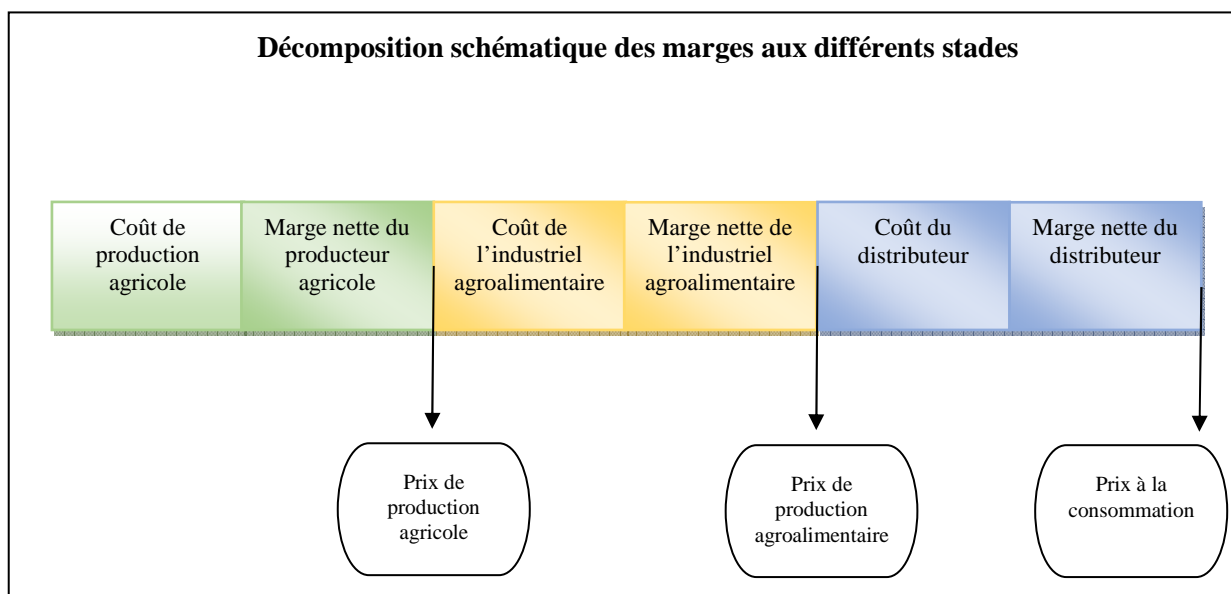 Décomposition schématique des marges aux différents stades
Coût de
production
agricole
Marge nette du
producteur
agricole
Coût de
l’industriel
agroalimentaire
Marge nette de
l’industriel
agroalimentaire
Coût du
distributeur
Marge nette du
distributeur
Prix de
production
agricole
Prix de
production
agroalimentaire
Prix à la
consommation